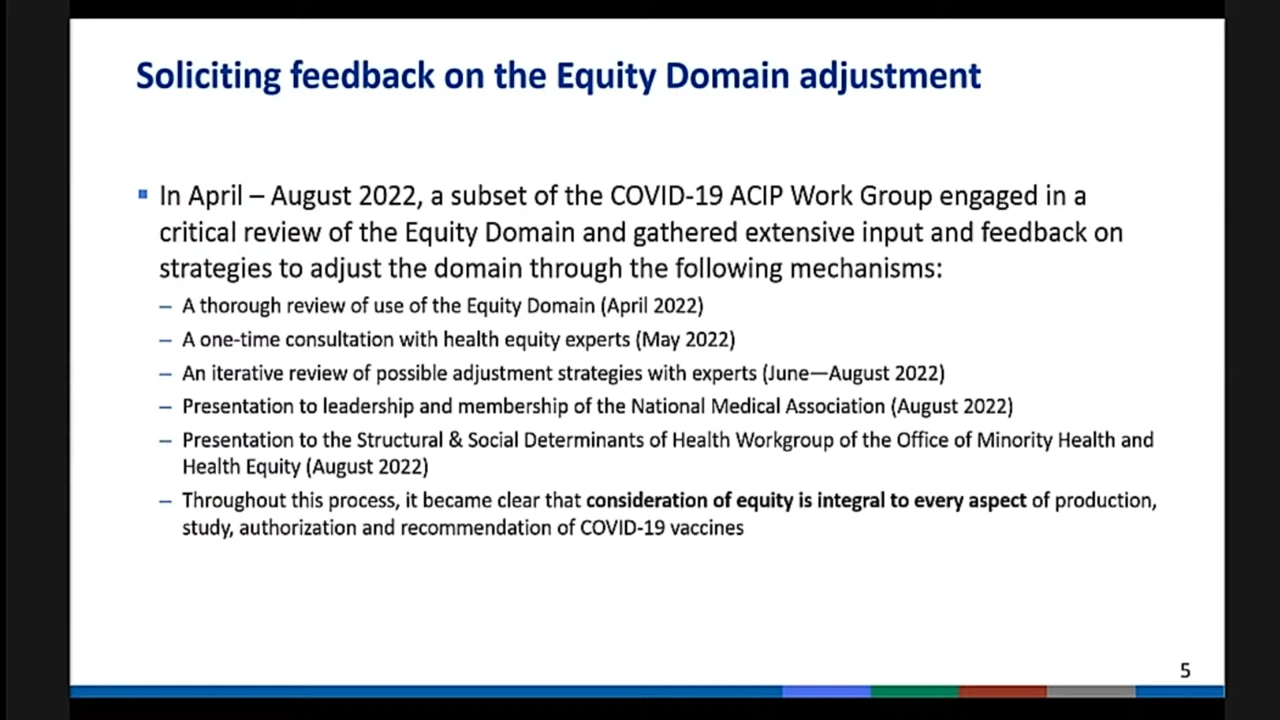 Soliciting feedback on the Equity Domain adjustment
In April – August 2022, a subset of the COVID-19 ACIP Work Group engaged in a
critical review of the Equity Domain and gathered extensive input and feedback on
strategies to adjust the domain through the following mechanisms:
– A thorough review of use of the Equity Domain (April 2022)
– A one-time consultation with health equity experts (May 2022)
– An iterative review of possible adjustment strategies with experts (June—August 2022)
– Presentation to leadership and membership of the National Medical Association (August 2022)
– Presentation to the Structural & Social Determinants of Health Workgroup of the Office of Minority Health and
Health Equity (August 2022)
– Throughout this process, it became clear that consideration of equity is integral to every aspect of production,
study, authorization and recommendation of COVID-19 vaccines
5